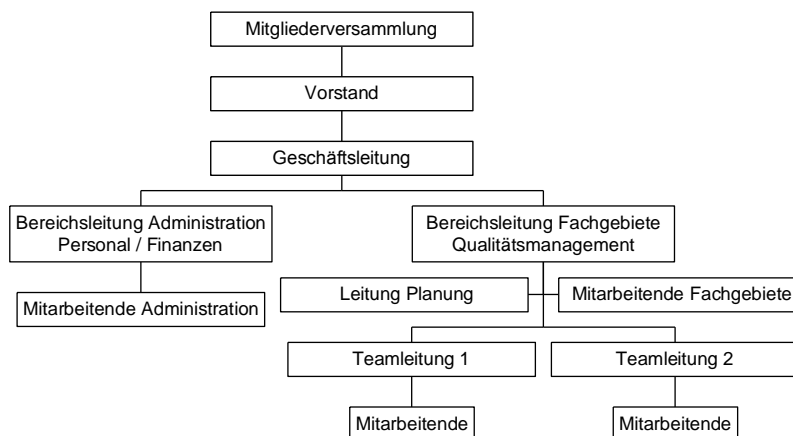 Mitgliederversammlung
Vorstand
Geschäftsleitung
Bereichsleitung Administration
Personal / Finanzen
Bereichsleitung Fachgebiete
Qualitätsmanagement
Mitarbeitende Administration
Leitung Planung
Mitarbeitende Fachgebiete
Teamleitung 1
Teamleitung 2
Mitarbeitende
Mitarbeitende